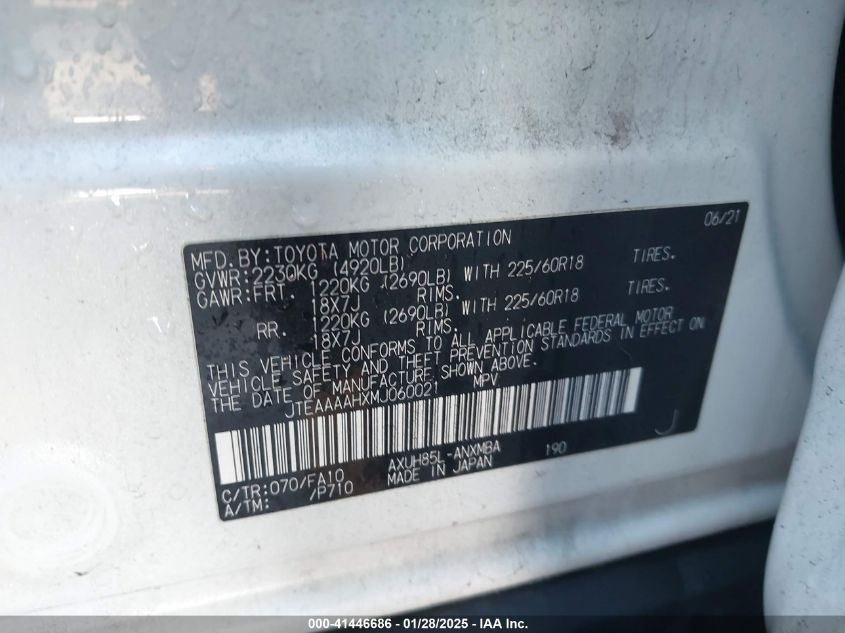 06/21
MFD.BY:TOYOTA MOTOR CORPORATION
GVWR:2230KG (4920LB)
GAWR:FRT. 1220KG (2690LB) WITH 225/60R18 TIRES.
18X7J RIMS.
RR. 1220KG (2690LB) WITH 225/60R18 TIRES.
18X7J RIMS.
THIS VEHICLE CONFORMS TO ALL APPLICABLE FEDERAL MOTOR
VEHICLE SAFETY AND THEFT PREVENTION STANDARDS IN EFFECT ON
THE DATE OF MANUFACTURE SHOWN ABOVE.
JTEAAAAHXMJ060021 MPV
C/TR:070/FA10 AXUH85L-ANXMBA 190
A/TM: /P710 MADE IN JAPAN
J
000-41446686 - 01/28/2025 - IAA Inc.